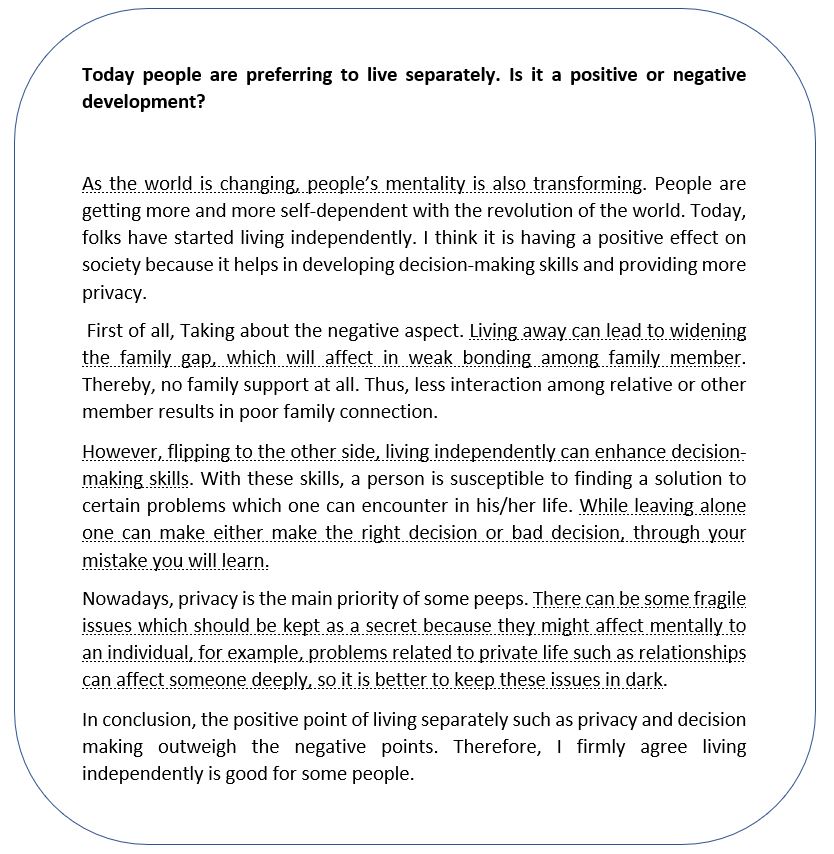 Today people are preferring to live separately. Is it a positive or negative
development?
As the world is changing, people's mentality is also transforming. People are
getting more and more self-dependent with the revolution of the world. Today,
folks have started living independently. I think it is having a positive effect on
society because it helps in developing decision-making skills and providing more
privacy.
First of all, Taking about the negative aspect. Living away can lead to widening
the family gap, which will affect in weak bonding among family member.
Thereby, no family support at all. Thus, less interaction among relative or other
member results in poor family connection.
However, flipping to the other side, living independently can enhance decision-
making skills. With these skills, a person is susceptible to finding a solution to
certain problems which one can encounter in his/her life. While leaving alone
one can make either make the right decision or bad decision, through your
mistake you will learn.
Nowadays, privacy is the main priority of some peeps. There can be some fragile
issues which should be kept as a secret because they might affect mentally to
an individual, for example, problems related to private life such as relationships
can affect someone deeply, so it is better to keep these issues in dark.
In conclusion, the positive point of living separately such as privacy and decision
making outweigh the negative points. Therefore, I firmly agree living
independently is good for some people.